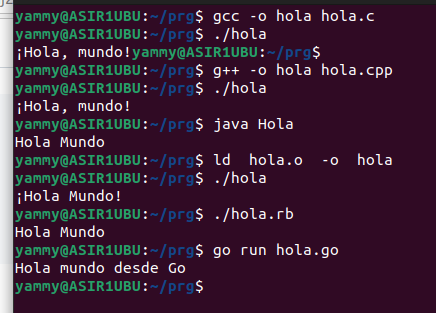 yammy@ASIR1UBU:~/prg$ gcc -o hola hola.c
yammy@ASIR1UBU:~/prg$ ./hola
¡Hola, mundo!yammy@ASIR1UBU:~/prg$
yammy@ASIR1UBU:~/prg$ g++ -o hola hola.cpp
yammy@ASIR1UBU:~/prg$ ./hola
¡Hola, mundo!
yammy@ASIR1UBU:~/prg$ java Hola
Hola Mundo
yammy@ASIR1UBU:~/prg$ ld  hola.o  -o  hola
yammy@ASIR1UBU:~/prg$ ./hola
¡Hola Mundo!
yammy@ASIR1UBU:~/prg$ ./hola.rb
Hola Mundo
yammy@ASIR1UBU:~/prg$ go run hola.go
Hola mundo desde Go
yammy@ASIR1UBU:~/prg$